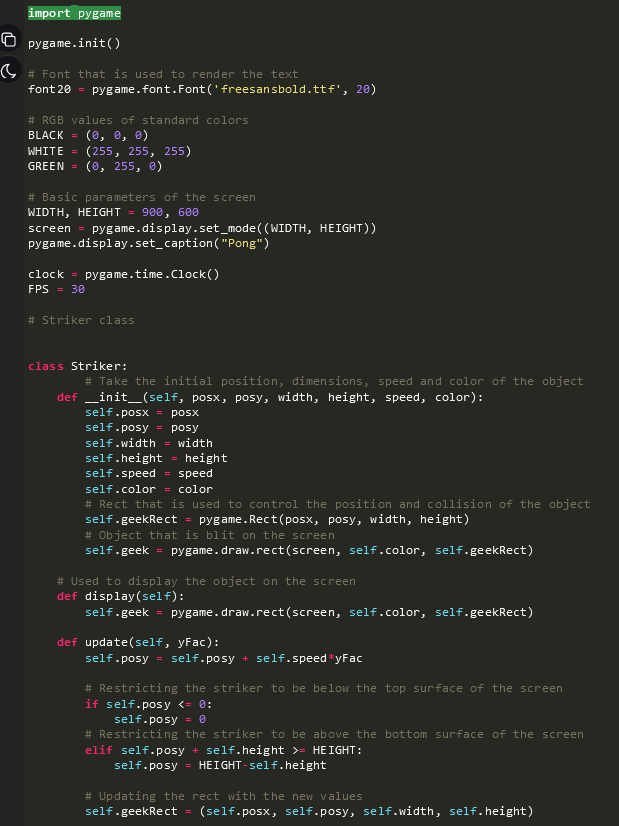 import pygame
pygame.init()
# Font that is used to render the text
font20 = pygame.font.Font('freesansbold.ttf', 20)
# RGB values of standard colors
BLACK = (0, 0, 0)
WHITE = (255, 255, 255)
GREEN = (0, 255, 0)
# Basic parameters of the screen
WIDTH, HEIGHT = 900, 600
screen = pygame.display.set_mode((WIDTH, HEIGHT))
pygame.display.set_caption("Pong")
clock = pygame.time.Clock()
FPS = 30
# Striker class
class Striker:
        # Take the initial position, dimensions, speed and color of the object
    def __init__(self, posx, posy, width, height, speed, color):
        self.posx = posx
        self.posy = posy
        self.width = width
        self.height = height
        self.speed = speed
        self.color = color
        # Rect that is used to control the position and collision of the object
        self.geekRect = pygame.Rect(posx, posy, width, height)
        # Object that is blit on the screen
        self.geek = pygame.draw.rect(screen, self.color, self.geekRect)
    # Used to display the object on the screen
    def display(self):
        self.geek = pygame.draw.rect(screen, self.color, self.geekRect)
    def update(self, yFac):
        self.posy = self.posy + self.speed*yFac
        # Restricting the striker to be below the top surface of the screen
        if self.posy <= 0:
            self.posy = 0
        # Restricting the striker to be above the bottom surface of the screen
        elif self.posy + self.height >= HEIGHT:
            self.posy = HEIGHT-self.height
        # Updating the rect with the new values
        self.geekRect = (self.posx, self.posy, self.width, self.height)